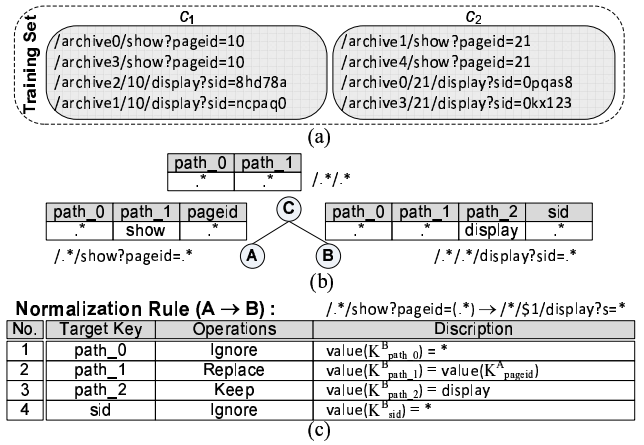 C1 C2
Training Set
/archive0/show?pageid=10 /archive1/show?pageid=21
/archive3/show?pageid=10 /archive4/show?pageid=21
/archive2/10/display?sid=8hd78a /archive0/21/display?sid=0pqas8
/archive1/10/display?sid=ncpaq0 /archive3/21/display?sid=0kx123
(a)
path_0 path_1
.* .* /.*/.*
path_0 path_1 pageid C path_0 path_1 path_2 sid
.* show .* .* .* display .*
/.*/show?pageid=.* A B /.*/.*/display?sid=.*
(b)
Normalization Rule (A → B) : /.*/show?pageid=(.*) → /*/$1/display?s=*
No. Target Key Operations Discription
1 path_0 Ignore value(K^B_path_0) = *
2 path_1 Replace value(K^B_path_1) = value(K^A_pageid)
3 path_2 Keep value(K^B_path_2) = display
4 sid Ignore value(K^B_sid) = *
(c)